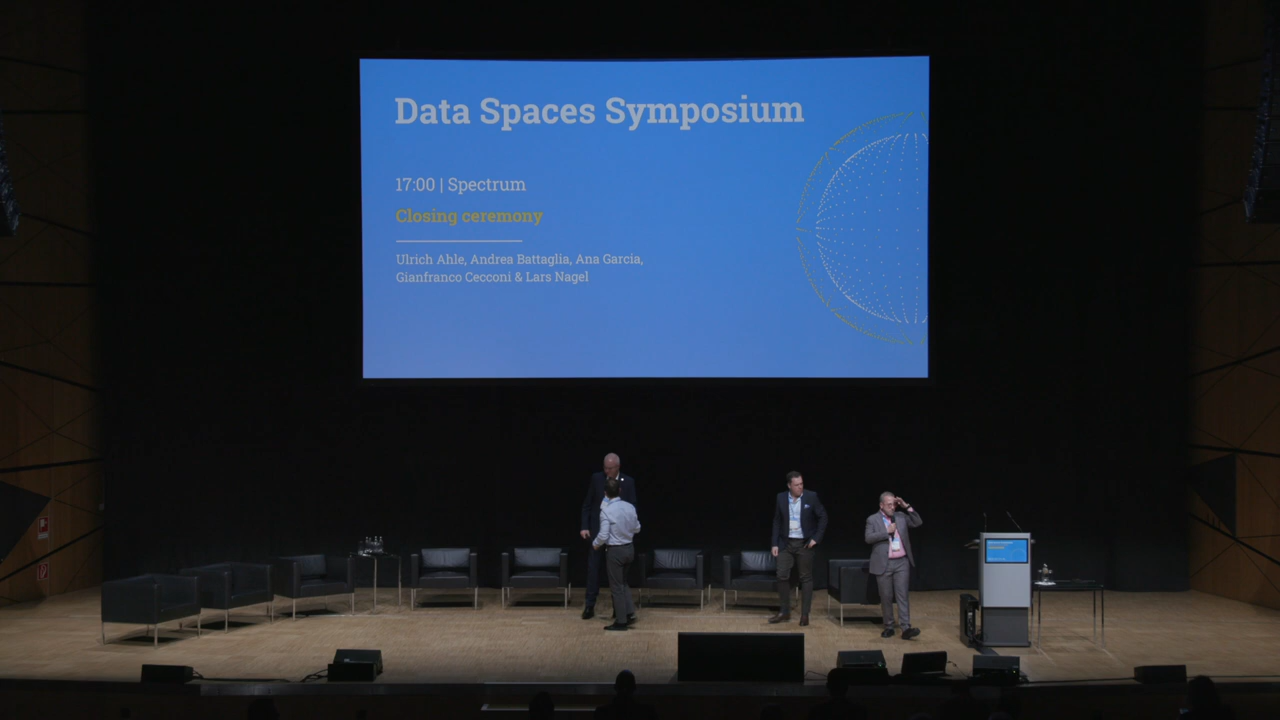 Data Spaces Symposium
17:00 | Spectrum
Closing ceremony
Ulrich Ahle, Andrea Battaglia, Ana Garcia,
Gianfranco Cecconi & Lars Nagel